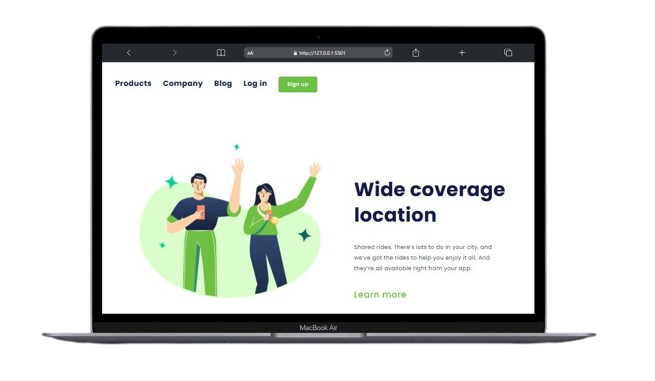 AA http://127.0.0.1:5501
Products Company Blog Log in Sign up
Wide coverage
location
Shared rides, There's lots to do in your city, and
we've got the rides to help you enjoy it all. And
they're all available right from your app.
Learn more
MacBook Air